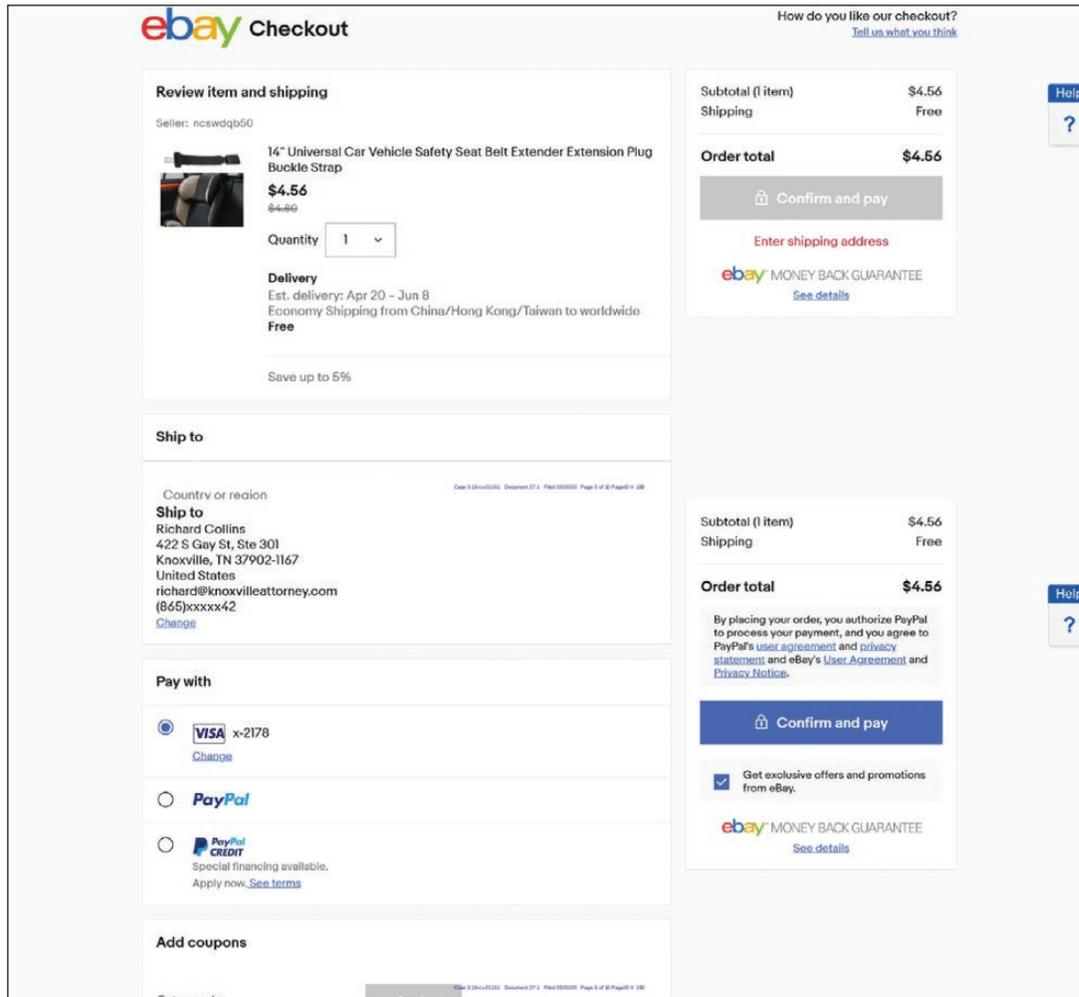 ebay Checkout
How do you like our checkout?
Tell us what you think
Review item and shipping
Seller: ncswdqb50
14" Universal Car Vehicle Safety Seat Belt Extender Extension Plug
Buckle Strap
$4.56
$4.80
Quantity 1
Delivery
Est. delivery: Apr 20 - Jun 8
Economy Shipping from China/Hong Kong/Taiwan to worldwide
Free
Save up to 5%
Subtotal (1 item) $4.56
Shipping Free
Order total $4.56
Confirm and pay
Enter shipping address
ebay MONEY BACK GUARANTEE
See details
Help
?
Ship to
Country or region
Ship to
Richard Collins
422 S Gay St, Ste 301
Knoxville, TN 37902-1167
United States
richard@knoxvilleattorney.com
(865)xxxxx42
Change
Pay with
VISA x-2178
Change
PayPal
PayPal
CREDIT
Special financing available.
Apply now. See terms
Add coupons
Subtotal (1 item) $4.56
Shipping Free
Order total $4.56
By placing your order, you authorize PayPal
to process your payment, and you agree to
PayPal's user agreement and privacy
statement and eBay's User Agreement and
Privacy Notice.
Confirm and pay
Get exclusive offers and promotions
from eBay.
ebay MONEY BACK GUARANTEE
See details
Help
?